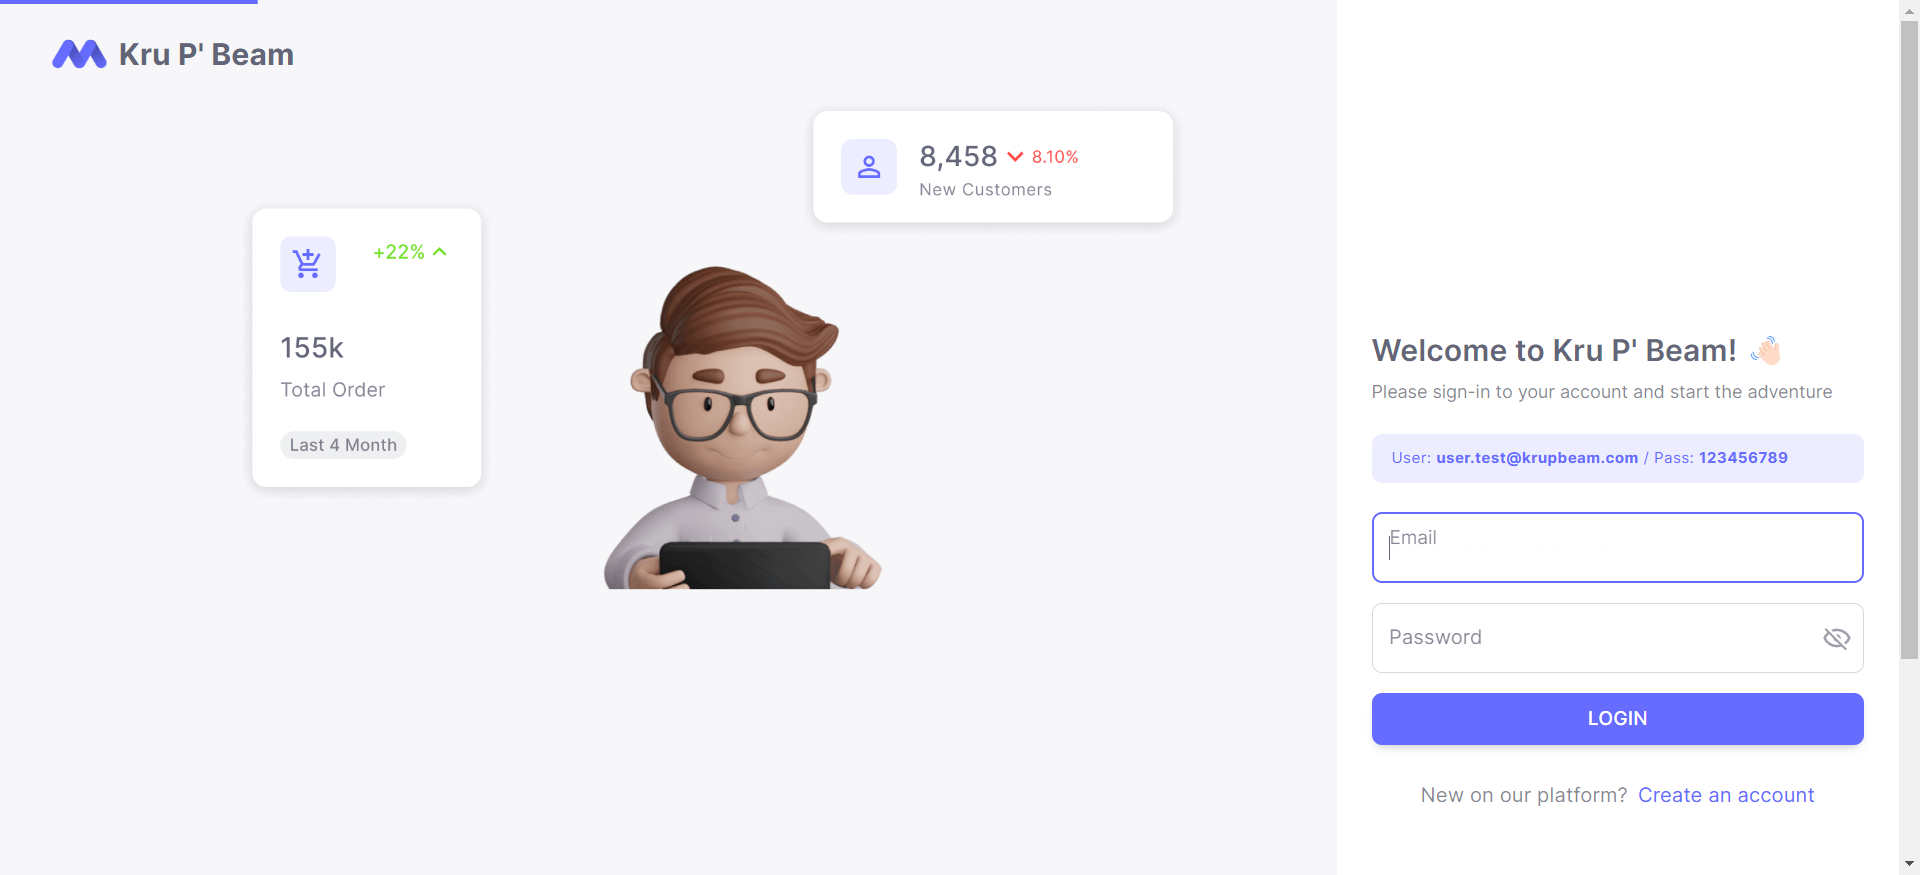 Kru P' Beam
8,458 8.10%
New Customers
+22%
155k
Total Order
Last 4 Month
Welcome to Kru P' Beam! 👋🏻
Please sign-in to your account and start the adventure
User: user.test@krupbeam.com / Pass: 123456789
Email
Password
LOGIN
New on our platform? Create an account